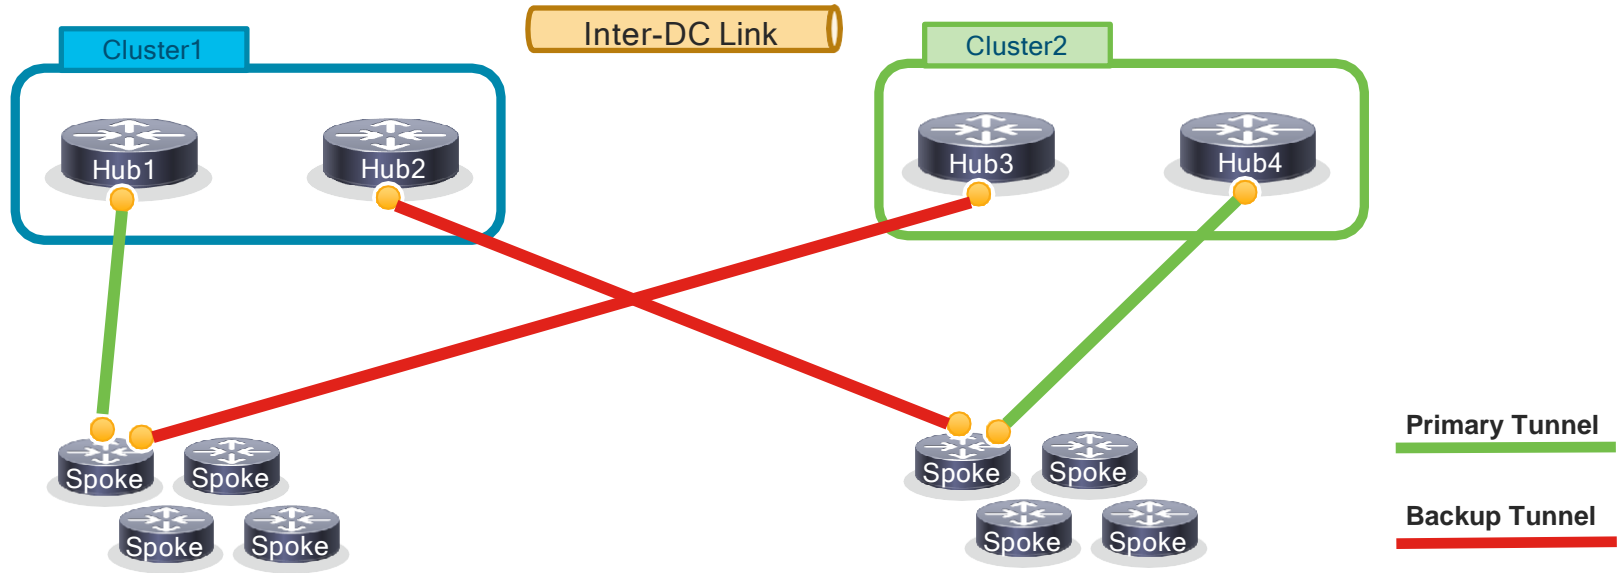 Inter-DC Link
Cluster1
Cluster2
Hub1
Hub2
Hub3
Hub4
Primary Tunnel
Backup Tunnel
Spoke
Spoke
Spoke
Spoke
Spoke
Spoke
Spoke
Spoke